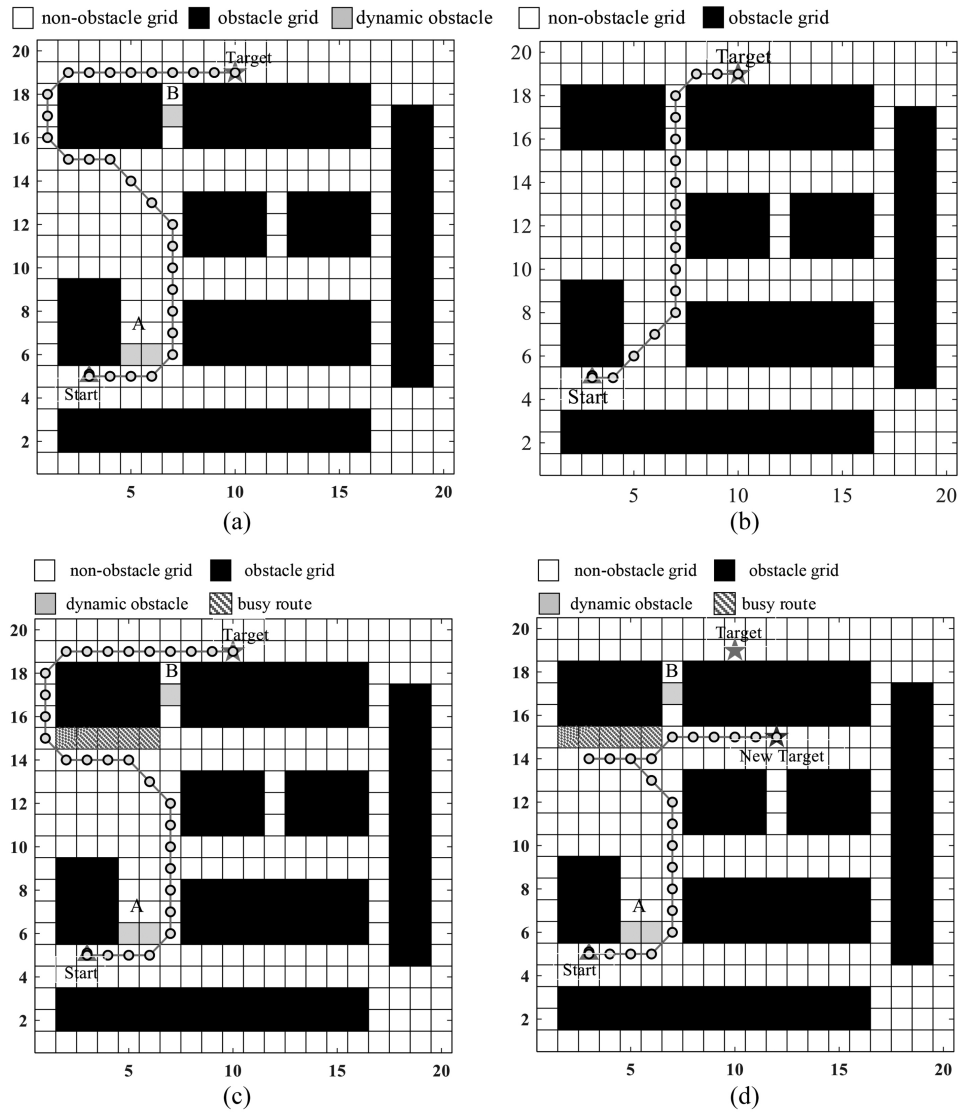 non-obstacle grid obstacle grid dynamic obstacle
20
18
16
14
12
10
8
6
4
2
Target
B
A
Start
5 10 15 20
(a)
non-obstacle grid obstacle grid
20
18
16
14
12
10
8
6
4
2
Target
Start
5 10 15 20
(b)
non-obstacle grid obstacle grid
dynamic obstacle busy route
20
18
16
14
12
10
8
6
4
2
Target
B
A
Start
5 10 15 20
(c)
non-obstacle grid obstacle grid
dynamic obstacle busy route
20
18
16
14
12
10
8
6
4
2
Target
B
New Target
A
Start
5 10 15 20
(d)